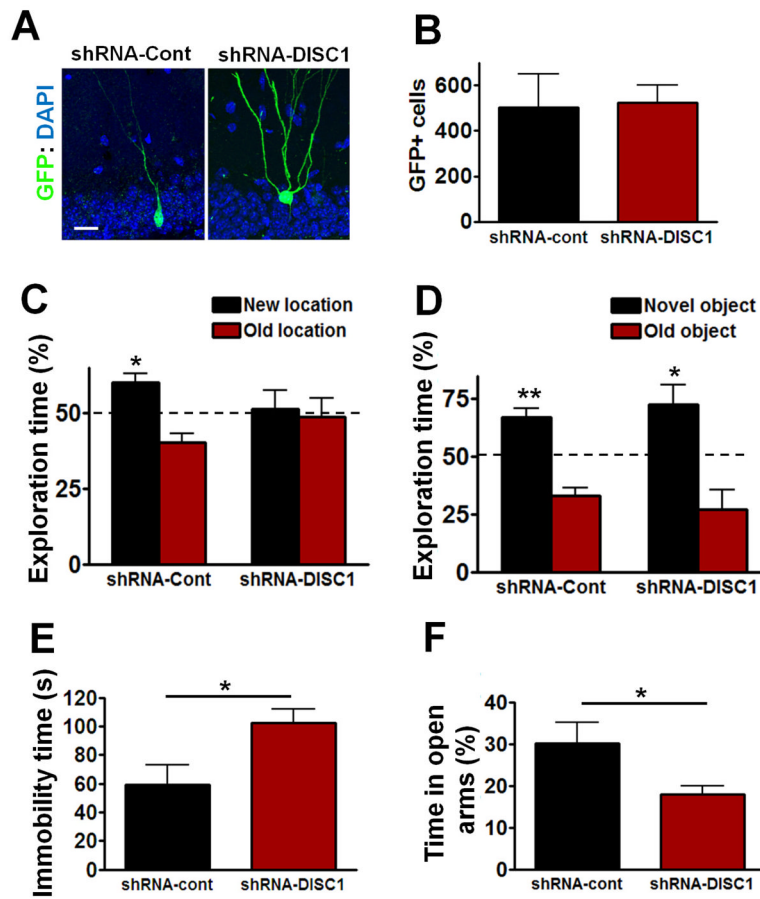 A
shRNA-Cont
shRNA-DISC1
GFP: DAPI
B
GFP+ cells
600
400
200
0
shRNA-cont
shRNA-DISC1
C
New location
Old location
Exploration time (%)
50
25
0
*
shRNA-Cont
shRNA-DISC1
D
Novel object
Old object
Exploration time (%)
75
50
25
0
**
*
shRNA-Cont
shRNA-DISC1
E
Immobility time (s)
120
100
80
60
40
20
0
*
shRNA-cont
shRNA-DISC1
F
Time in open
arms (%)
40
30
20
10
0
*
shRNA-cont
shRNA-DISC1